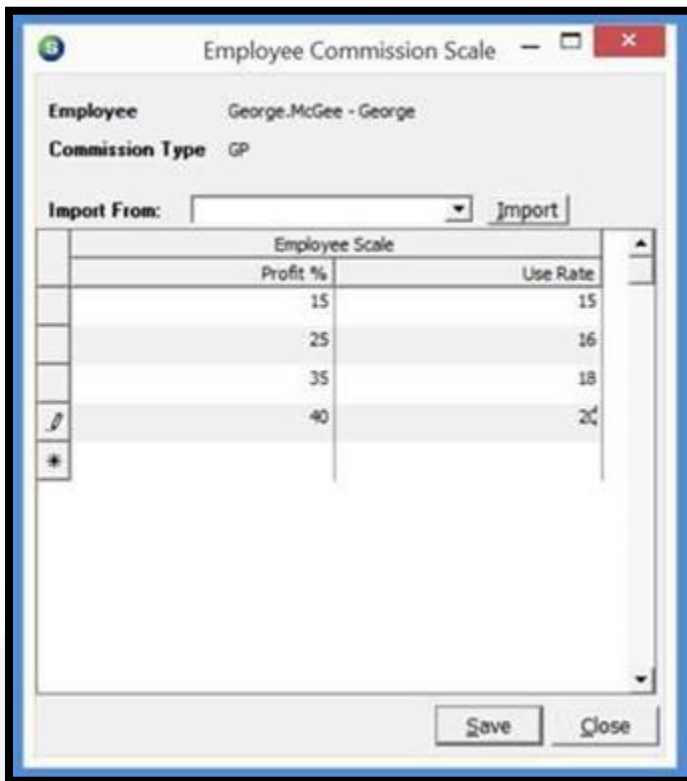 Employee Commission Scale
Employee George.McGee - George
Commission Type GP
Import From: Import
Employee Scale
Profit % Use Rate
15 15
25 16
35 18
40 20
Save Close